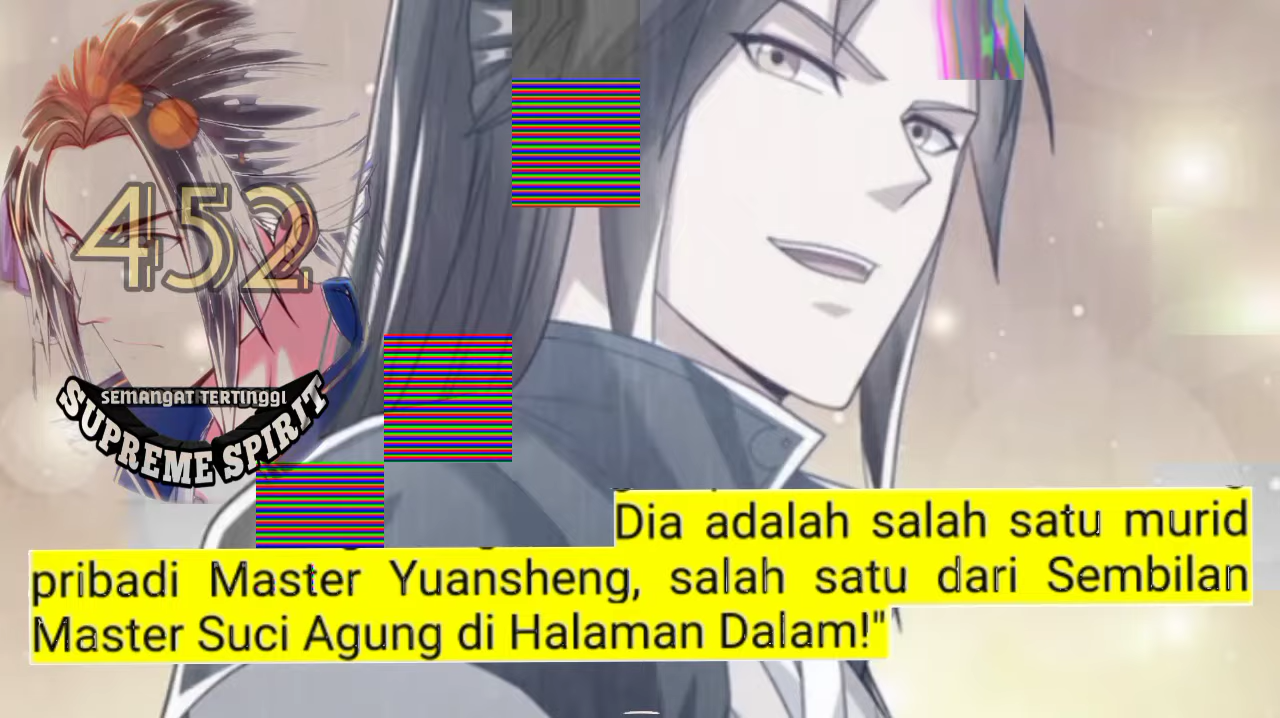 452
SEMANGAT TERTINGGI
SUPREME SPIRIT
Dia adalah salah satu murid
pribadi Master Yuansheng, salah satu dari Sembilan
Master Suci Agung di Halaman Dalam!"